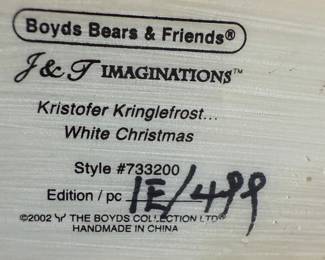 Boyds Bears & Friends®
J&T IMAGINATIONS™
Kristofer Kringlefrost...
White Christmas
Style #733200
Edition / pc 1E/499
©2002 THE BOYDS COLLECTION LTD®
HANDMADE IN CHINA